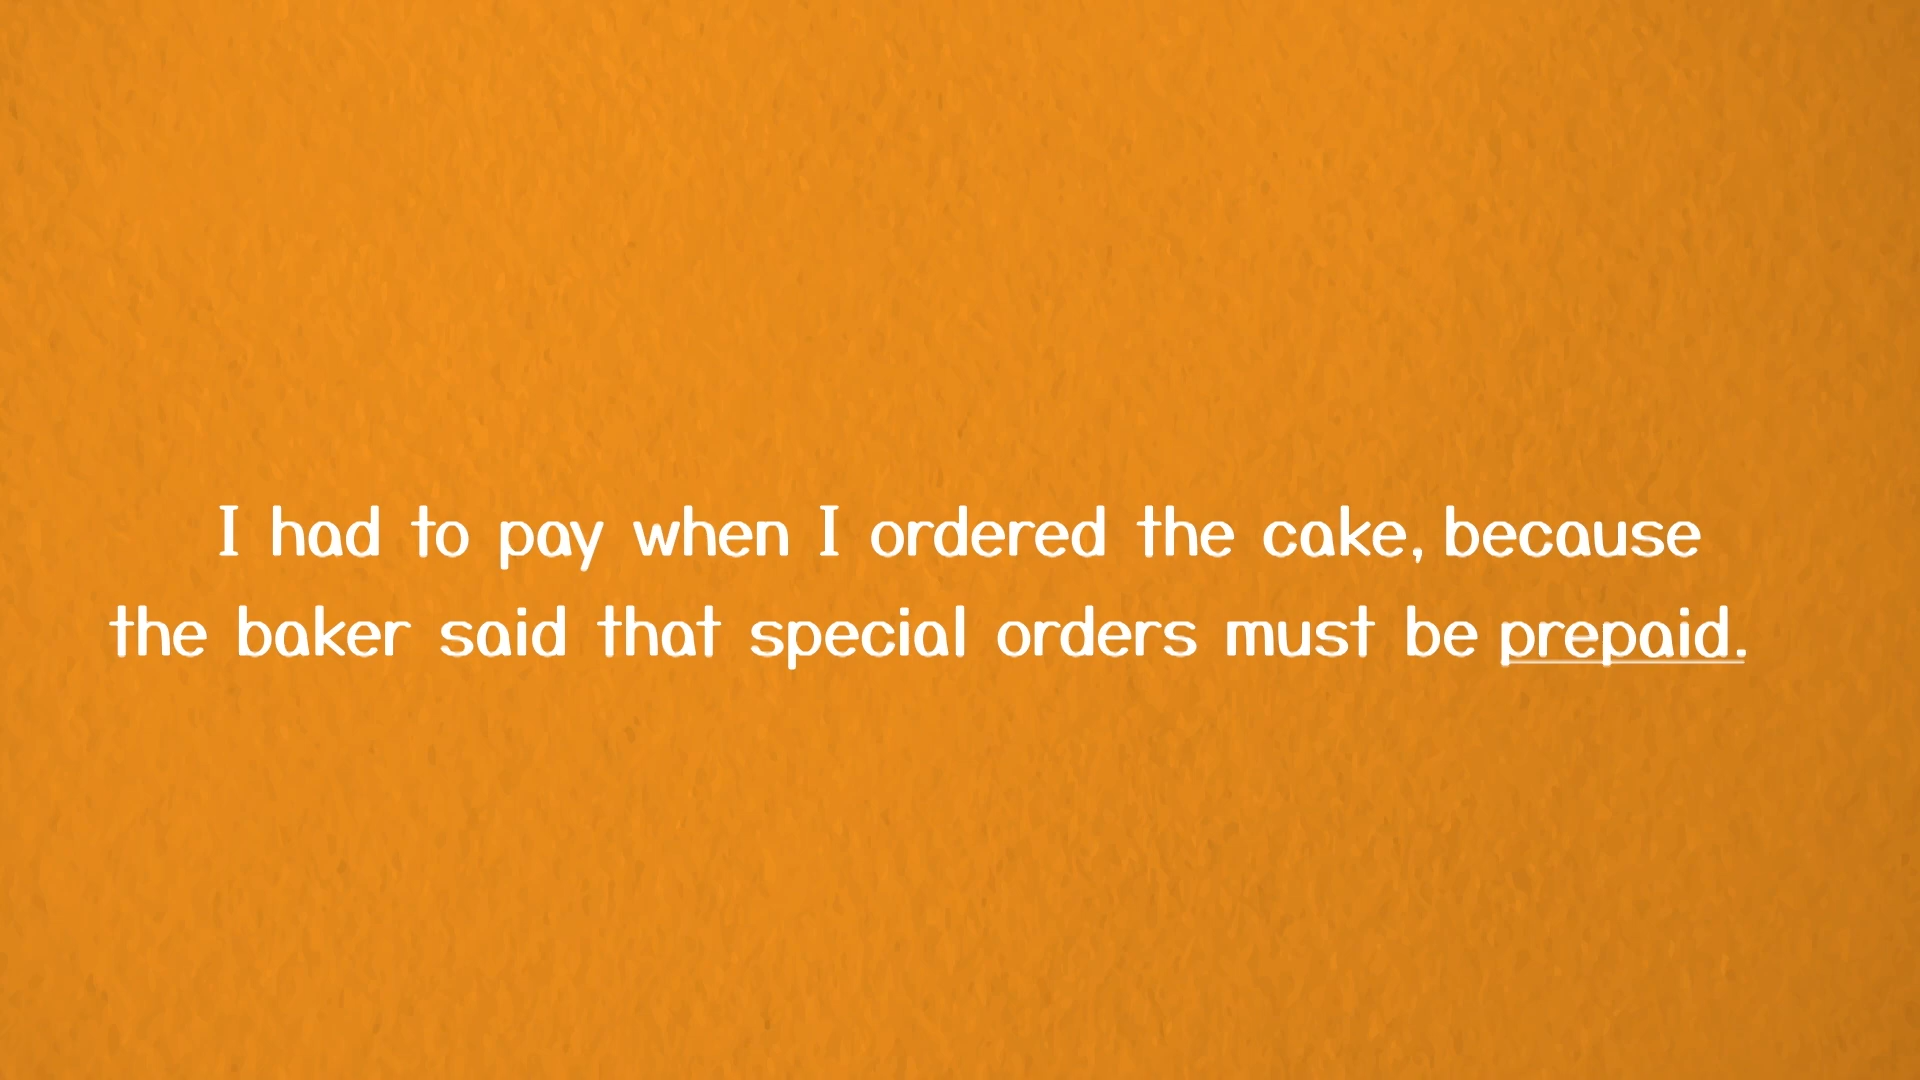 I had to pay when I ordered the cake, because
the baker said that special orders must be prepaid.